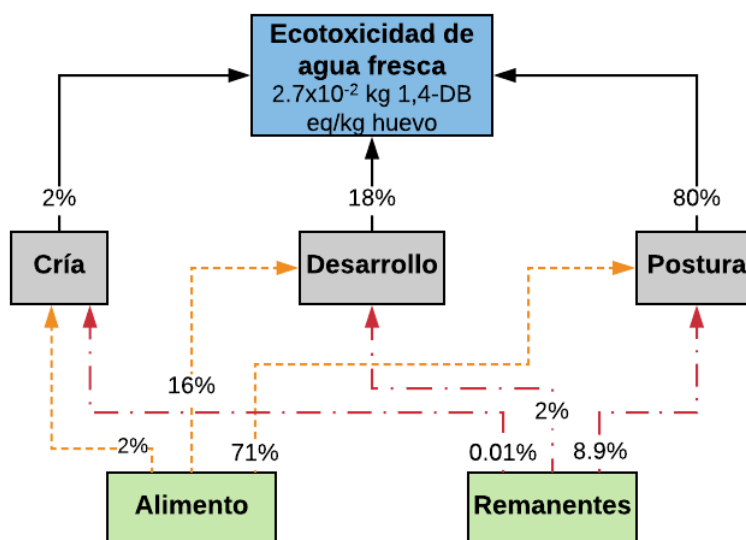 Ecotoxicidad de
agua fresca
2.7x10⁻² kg 1,4-DB
eq/kg huevo
2%
18%
80%
Cría
Desarrollo
Postura
16%
2%
2%
71%
0.01%
8.9%
Alimento
Remanentes